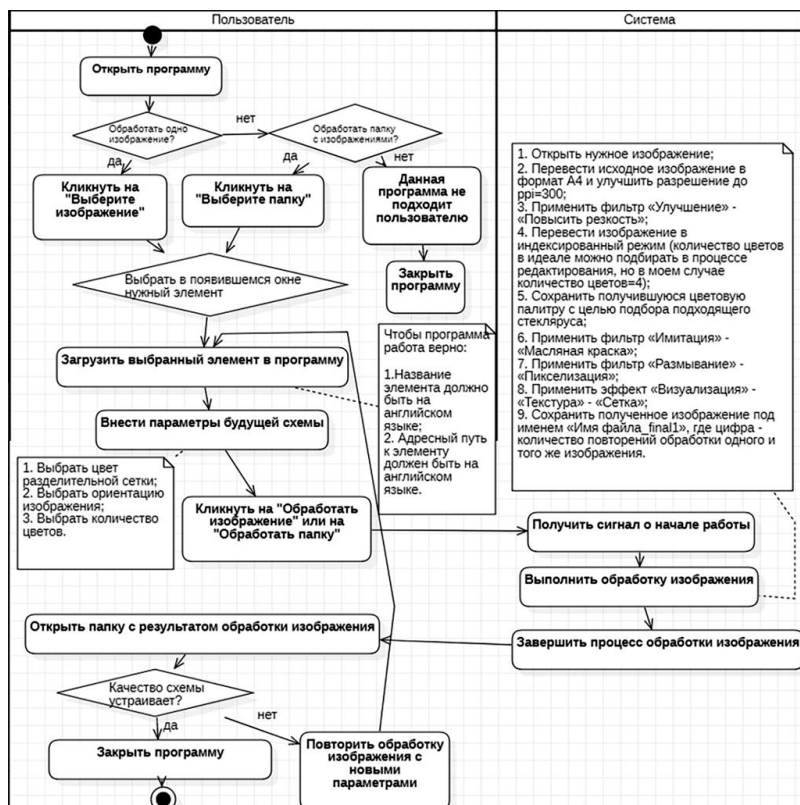 Пользователь
Система
Открыть программу
Обработать одно
изображение?
нет
Обработать папку
с изображениями?
да
да
нет
Кликнуть на
"Выберите
изображение"
Кликнуть на
"Выберите папку"
Данная
программа не
подходит
пользователю
Закрыть
программу
Выбрать в появившемся окне
нужный элемент
Загрузить выбранный элемент в программу
Внести параметры будущей схемы
Чтобы программа
работа верно:
1.Название
элемента должно
быть на
английском
языке;
2. Адресный путь
к элементу
должен быть на
английском
языке.
1. Выбрать цвет
разделительной сетки;
2. Выбрать ориентацию
изображения;
3. Выбрать количество
цветов.
Кликнуть на "Обработать
изображение" или на
"Обработать папку"
1. Открыть нужное изображение;
2. Перевести исходное изображение в
формат А4 и улучшить разрешение до
ppi=300;
3. Применить фильтр «Улучшение» -
«Повысить резкость»;
4. Перевести изображение в
индексированный режим (количество цветов
в идеале можно подбирать в процессе
редактирования, но в моем случае
количество цветов=4);
5. Сохранить получившуюся цветовую
палитру с целью подбора подходящего
стекляруса;
6. Применить фильтр «Имитация» -
«Масляная краска»;
7. Применить фильтр «Размывание» -
«Пикселизация»;
8. Применить эффект «Визуализация» -
«Текстура» - «Сетка»;
9. Сохранить полученное изображение под
именем «Имя файла_final1», где цифра -
количество повторений обработки одного и
того же изображения.
Получить сигнал о начале работы
Выполнить обработку изображения
Завершить процесс обработки изображения
Открыть папку с результатом обработки изображения
Качество схемы
устраивает?
да
нет
Закрыть программу
Повторить обработку
изображения с
новыми
параметрами